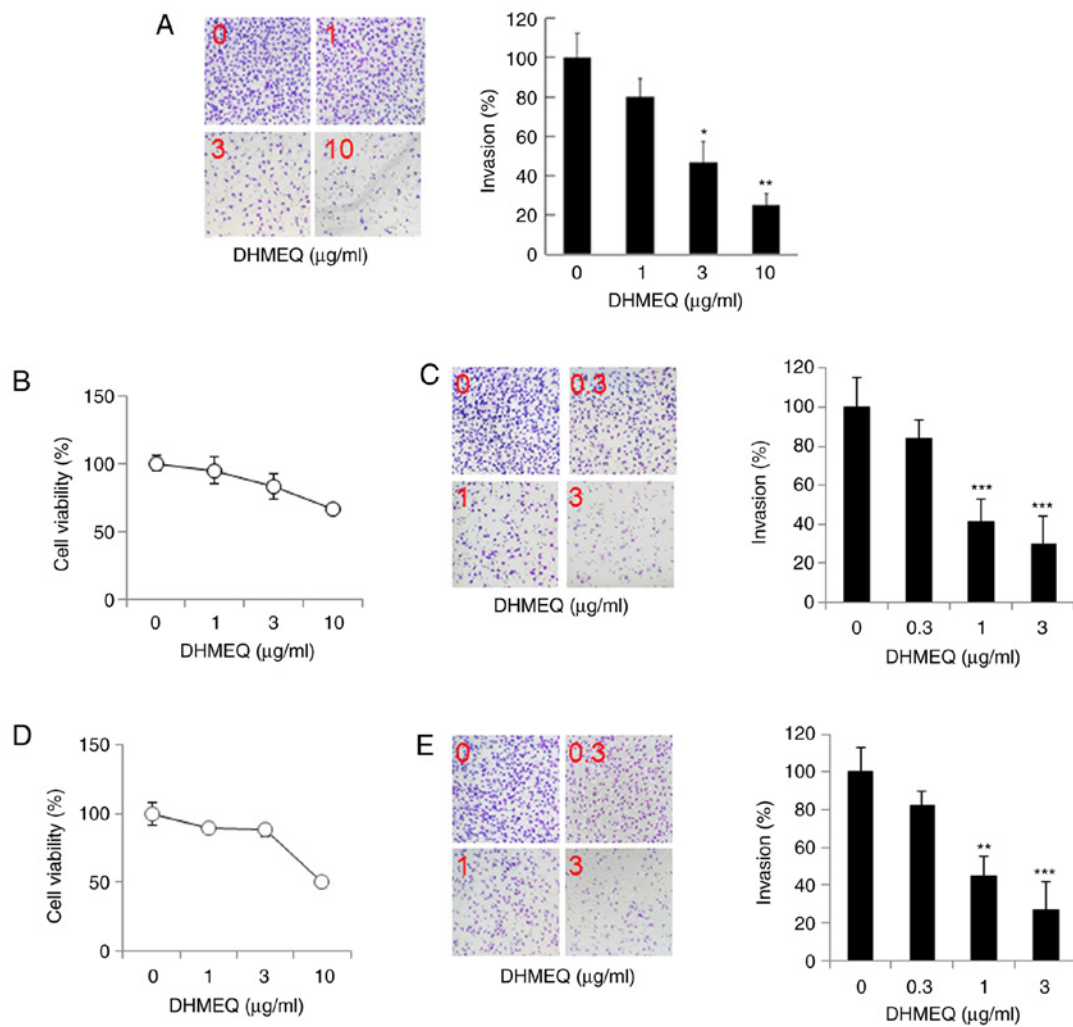 A
0
1
3
10
DHMEQ (μg/ml)
Invasion (%)
120
100
80
60
40
20
0
*
**
0 1 3 10
DHMEQ (μg/ml)
B
Cell viability (%)
150
100
50
0
0 1 3 10
DHMEQ (μg/ml)
C
0
0.3
1
3
DHMEQ (μg/ml)
Invasion (%)
120
100
80
60
40
20
0
***
***
0 0.3 1 3
DHMEQ (μg/ml)
D
Cell viability (%)
150
100
50
0
0 1 3 10
DHMEQ (μg/ml)
E
0
0.3
1
3
DHMEQ (μg/ml)
Invasion (%)
120
100
80
60
40
20
0
**
***
0 0.3 1 3
DHMEQ (μg/ml)